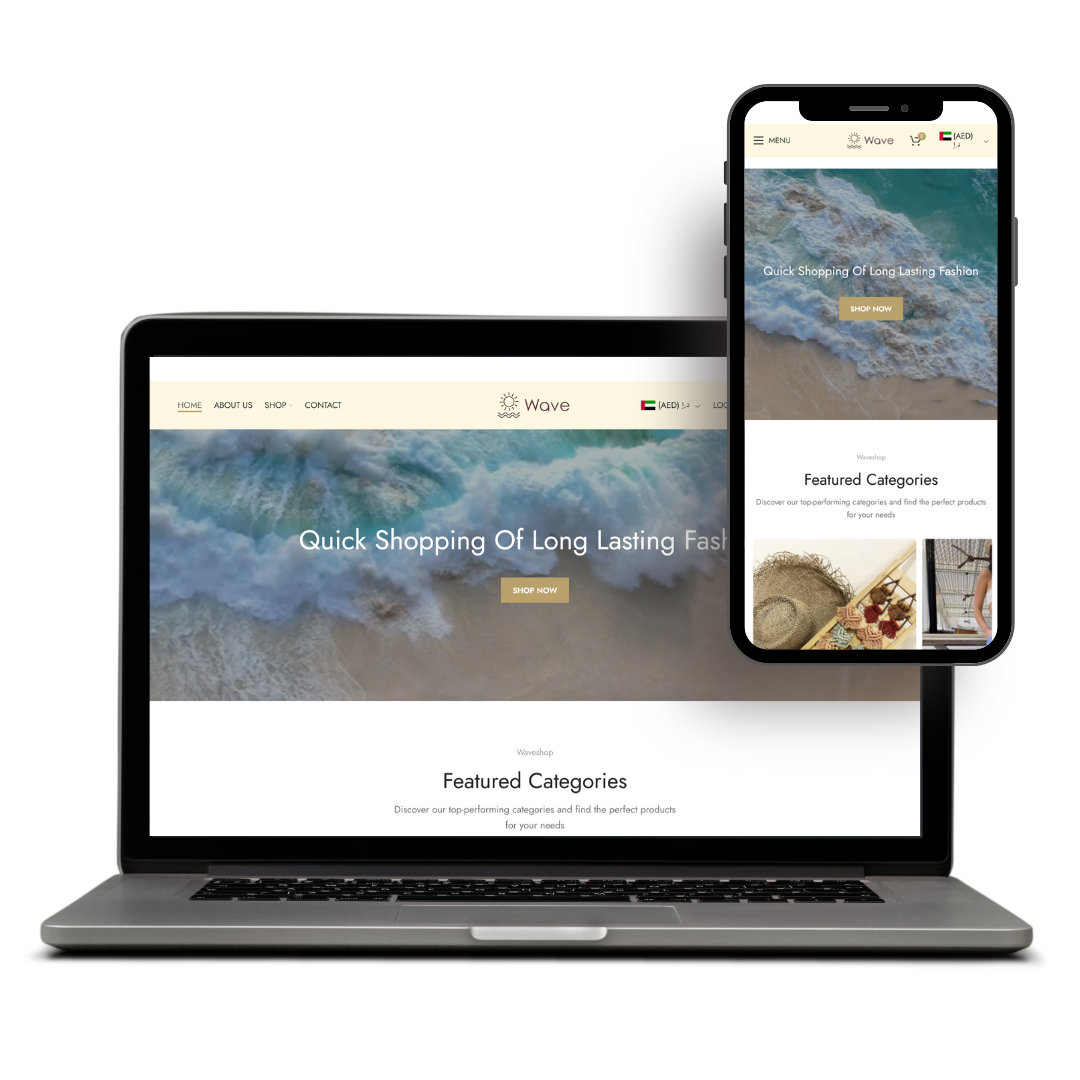 MENU
Wave
(AED)
د.إ
Quick Shopping Of Long Lasting Fashion
SHOP NOW
Waveshop
Featured Categories
Discover our top-performing categories and find the perfect products
for your needs
HOME ABOUT US SHOP CONTACT
Wave
(AED) د.إ
LOG
Quick Shopping Of Long Lasting Fash
SHOP NOW
Waveshop
Featured Categories
Discover our top-performing categories and find the perfect products
for your needs